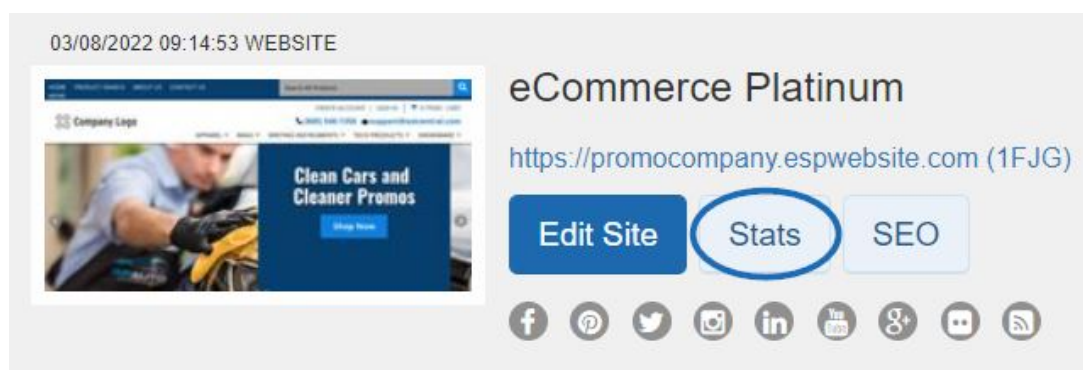 03/08/2022 09:14:53 WEBSITE
Company Logo
Clean Cars and
Cleaner Promos
Shop Now
eCommerce Platinum
https://promocompany.espwebsite.com (1FJG)
Edit Site
Stats
SEO